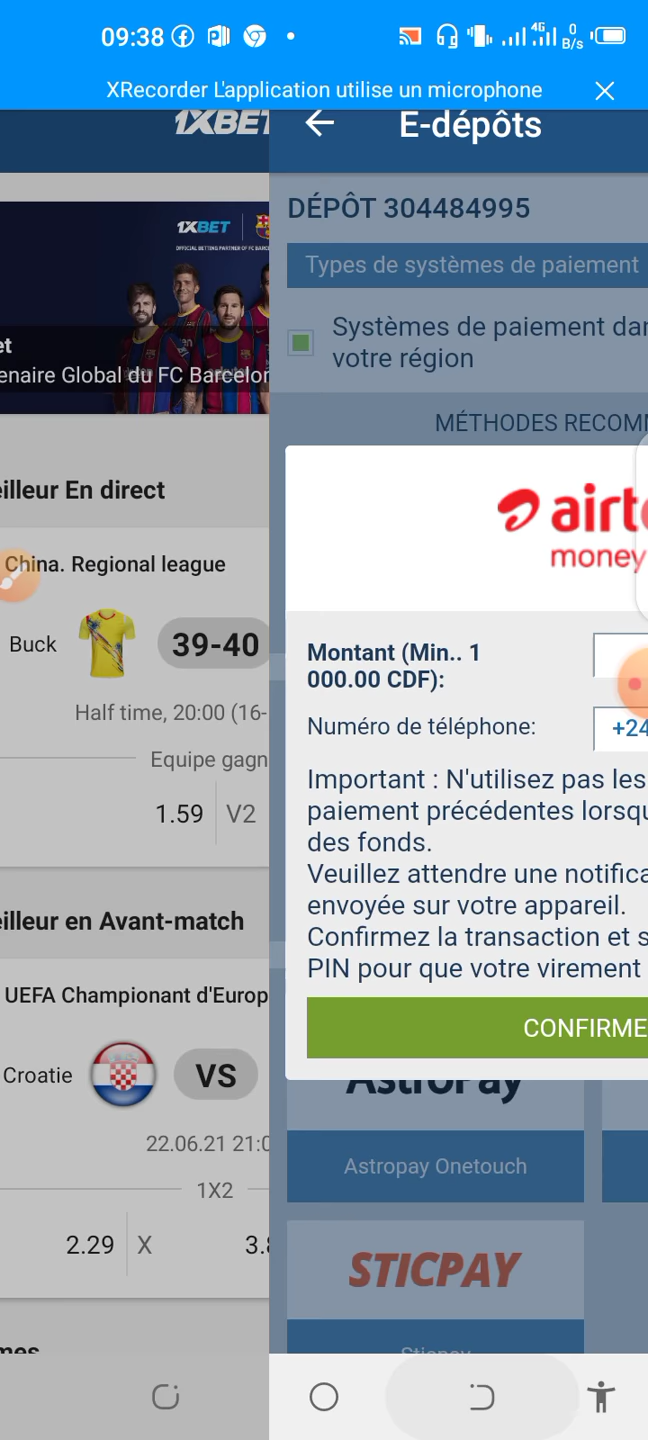 09:38
4G
0
B/s
XRecorder L'application utilise un microphone
1XBET
E-dépôts
DÉPÔT 304484995
1XBET
OFFICIAL BETTING PARTNER OF FC BARC
Types de systèmes de paiement
Systèmes de paiement dan
votre région
et
enaire Global du FC Barcelon
MÉTHODES RECOMM
airte
money
eilleur En direct
China. Regional league
Buck
39-40
Half time, 20:00 (16-
Equipe gagn
1.59
V2
Montant (Min.. 1
000.00 CDF):
Numéro de téléphone:
+24
Important : N'utilisez pas les
paiement précédentes lorsqu
des fonds.
Veuillez attendre une notifica
envoyée sur votre appareil.
Confirmez la transaction et s
PIN pour que votre virement
CONFIRME
eilleur en Avant-match
UEFA Championant d'Europ
Croatie
VS
22.06.21 21:0
1X2
2.29
X
3.8
AstroPay
Astropay Onetouch
STICPAY
Sticpay
mes